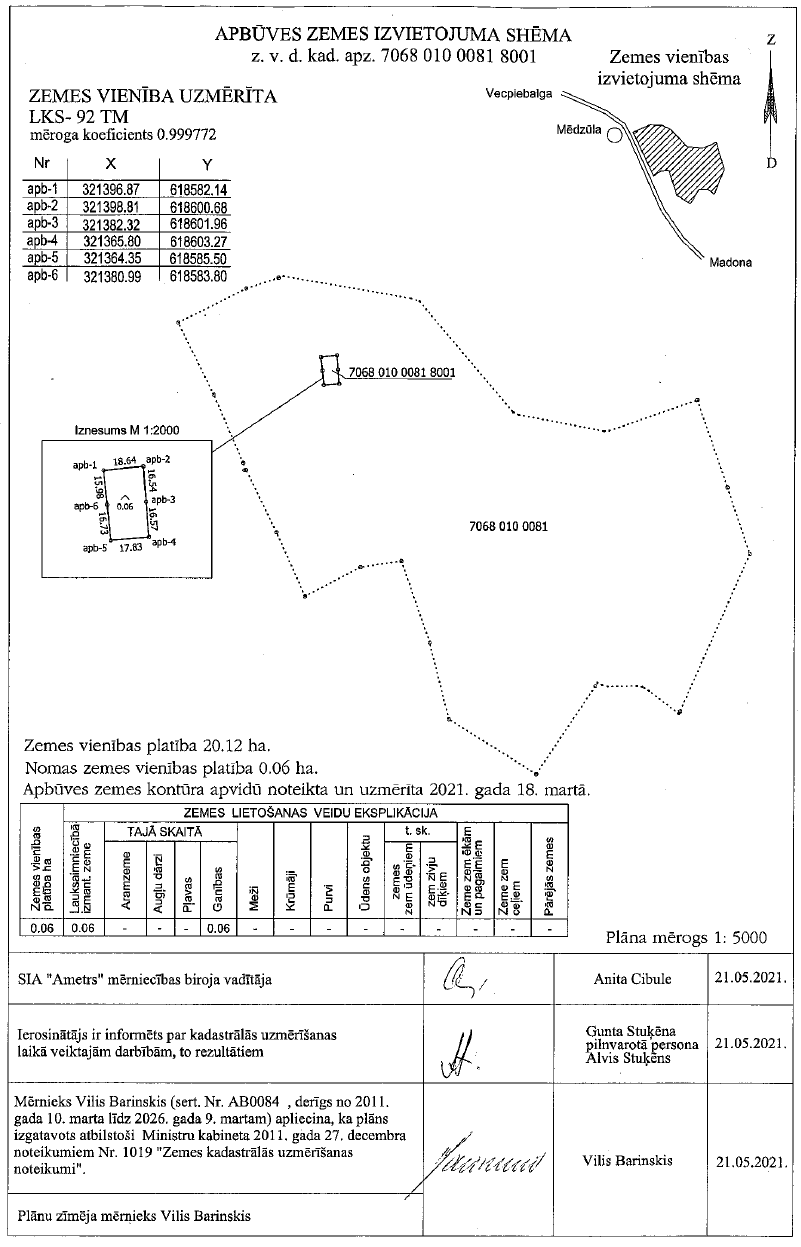 APBŪVES ZEMES IZVIETOJUMA SHĒMA
z. v. d. kad. apz. 7068 010 0081 8001
Zemes vienības
izvietojuma shēma
Z
D
Vecpiebalga
Mēdzūla
Madona
ZEMES VIENĪBA UZMĒRĪTA
LKS- 92 TM
mēroga koeficients 0.999772
Nr X Y
apb-1 321396.87 618582.14
apb-2 321398.81 618600.68
apb-3 321382.32 618601.96
apb-4 321365.80 618603.27
apb-5 321364.35 618585.50
apb-6 321380.99 618583.80
7068 010 0081 8001
Iznesums M 1:2000
apb-1 18.64 apb-2
15.98 16.54
apb-6 0.06 apb-3
16.73 16.57
apb-5 17.83 apb-4
7068 010 0081
Zemes vienības platība 20.12 ha.
Nomas zemes vienības platība 0.06 ha.
Apbūves zemes kontūra apvidū noteikta un uzmērīta 2021. gada 18. martā.
ZEMES LIETOŠANAS VEIDU EKSPLIKĀCIJA
Zemes vienības platība ha
Lauksaimniecībā izmant. zeme
TAJĀ SKAITĀ
Aramzeme
Augļu dārzi
Pļavas
Ganības
Meži
Krūmāji
Purvi
Ūdens objektu zemes
t. sk.
zem ūdeņiem
zem zivju dīķiem
Zeme zem ēkām un pagalmiem
Zeme zem ceļiem
Pārējās zemes
0.06 0.06 - - - 0.06 - - - - - - - - -
Plāna mērogs 1: 5000
SIA "Ametrs" mērniecības biroja vadītāja
Anita Cibule
21.05.2021.
Ierosinātājs ir informēts par kadastrālās uzmērīšanas
laikā veiktajām darbībām, to rezultātiem
Gunta Stuķēna
pilnvarotā persona
Alvis Stuķēns
21.05.2021.
Mērnieks Vilis Barinskis (sert. Nr. AB0084 , derīgs no 2011.
gada 10. marta līdz 2026. gada 9. martam) apliecina, ka plāns
izgatavots atbilstoši Ministru kabineta 2011. gada 27. decembra
noteikumiem Nr. 1019 "Zemes kadastrālās uzmērīšanas
noteikumi".
Vilis Barinskis
21.05.2021.
Plānu zīmēja mērnieks Vilis Barinskis